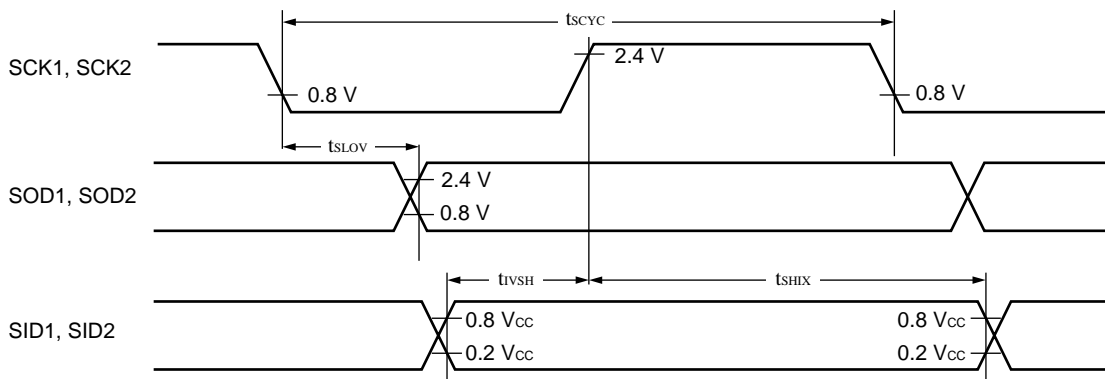 tSCYC
SCK1, SCK2
2.4 V
0.8 V
0.8 V
tSLOV
SOD1, SOD2
2.4 V
0.8 V
tIVSH
tSHIX
SID1, SID2
0.8 VCC
0.8 VCC
0.2 VCC
0.2 VCC